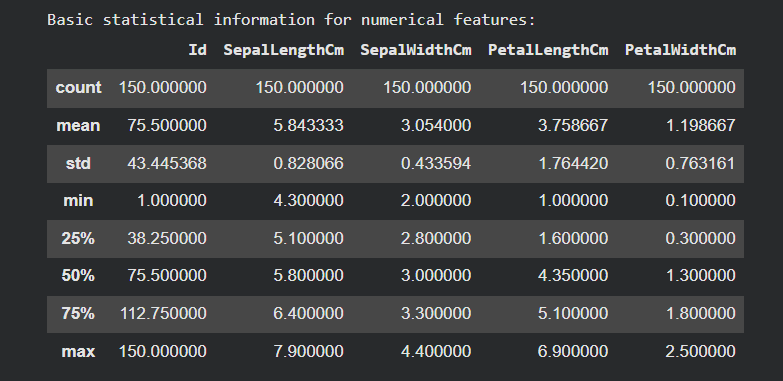 Basic statistical information for numerical features:
Id SepalLengthCm SepalWidthCm PetalLengthCm PetalWidthCm
count 150.000000 150.000000 150.000000 150.000000 150.000000
mean 75.500000 5.843333 3.054000 3.758667 1.198667
std 43.445368 0.828066 0.433594 1.764420 0.763161
min 1.000000 4.300000 2.000000 1.000000 0.100000
25% 38.250000 5.100000 2.800000 1.600000 0.300000
50% 75.500000 5.800000 3.000000 4.350000 1.300000
75% 112.750000 6.400000 3.300000 5.100000 1.800000
max 150.000000 7.900000 4.400000 6.900000 2.500000